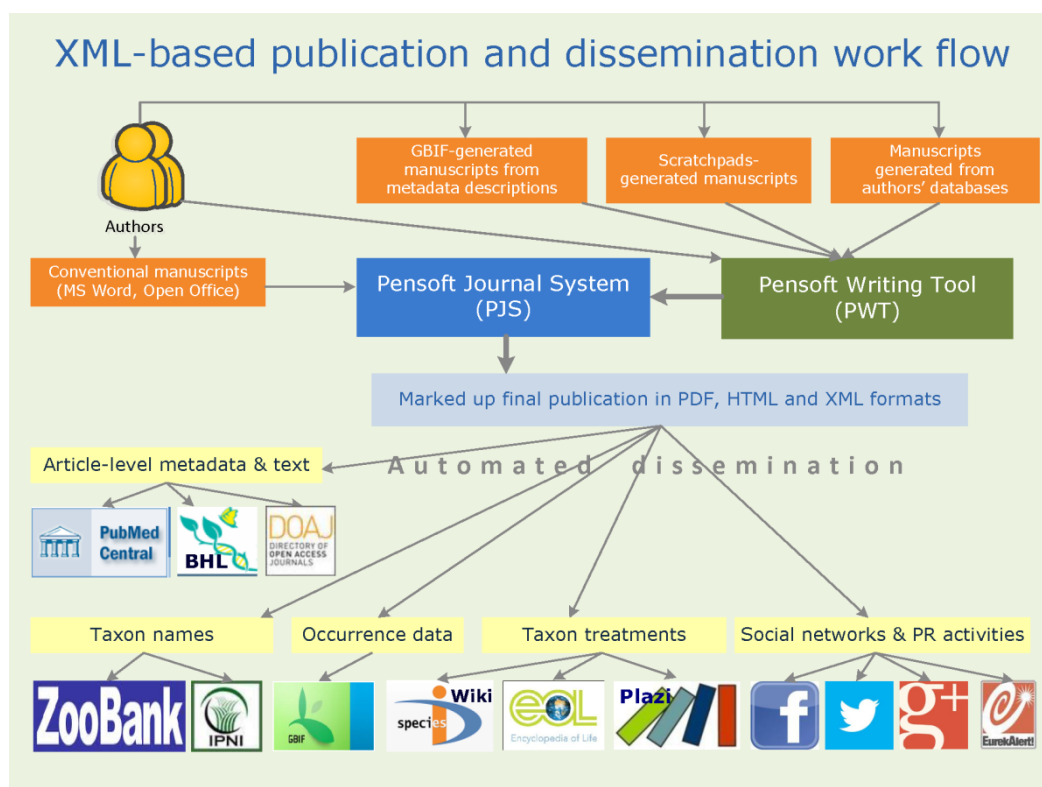 XML-based publication and dissemination work flow
GBIF-generated
manuscripts from
metadata descriptions
Scratchpads-
generated manuscripts
Manuscripts
generated from
authors' databases
Authors
Conventional manuscripts
(MS Word, Open Office)
Pensoft Journal System
(PJS)
Pensoft Writing Tool
(PWT)
Marked up final publication in PDF, HTML and XML formats
Article-level metadata & text
Automated dissemination
PubMed
Central
BHL
DOAJ
DIRECTORY OF
OPEN ACCESS
JOURNALS
Taxon names
Occurrence data
Taxon treatments
Social networks & PR activities
ZooBank
IPNI
GBIF
Wiki
species
eOL
Encyclopedia of Life
Plazi
f
g+
EurekAlert!